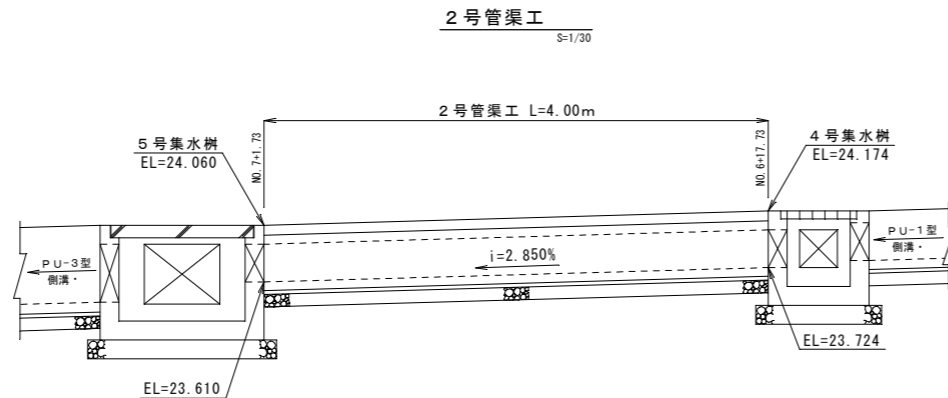 2号管渠工
S=1/30
2号管渠工 L=4.00m
5号集水桝
EL=24.060
NO.7+1.73
NO.6+17.73
4号集水桝
EL=24.174
PU-3型
側溝・
i=2.850%
PU-1型
側溝・
EL=23.724
EL=23.610